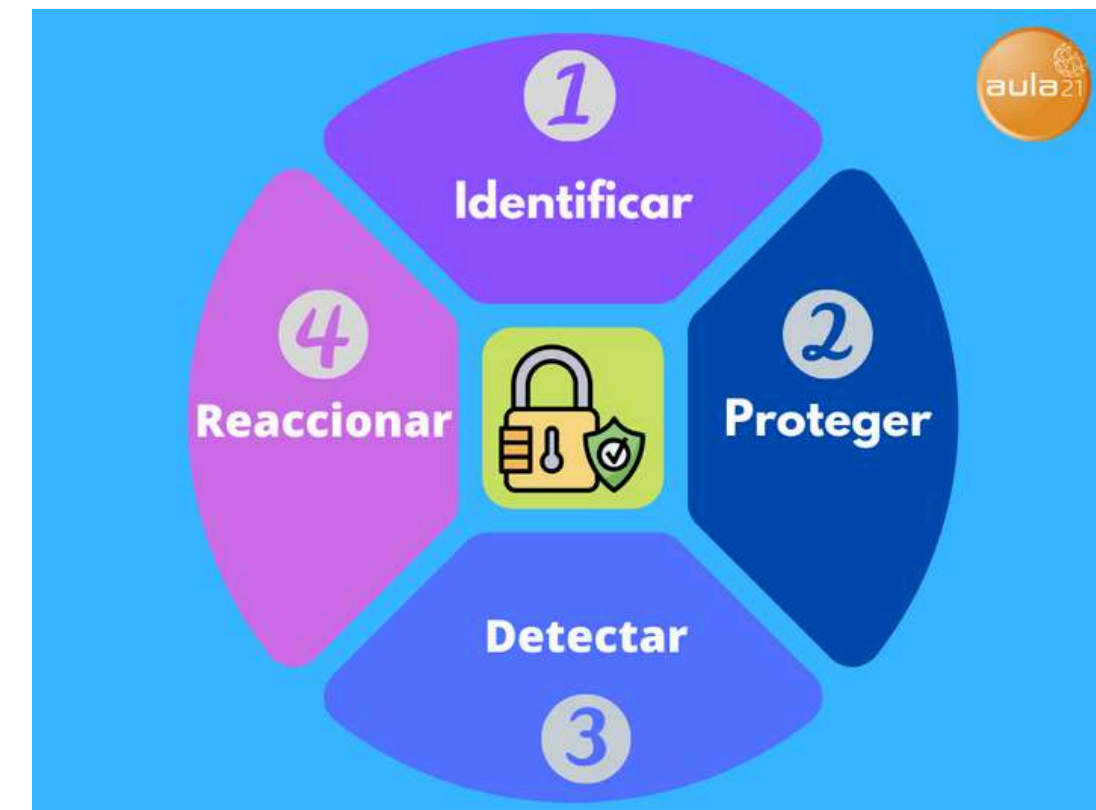 aula21
1
Identificar
2
Proteger
Detectar
3
4
Reaccionar